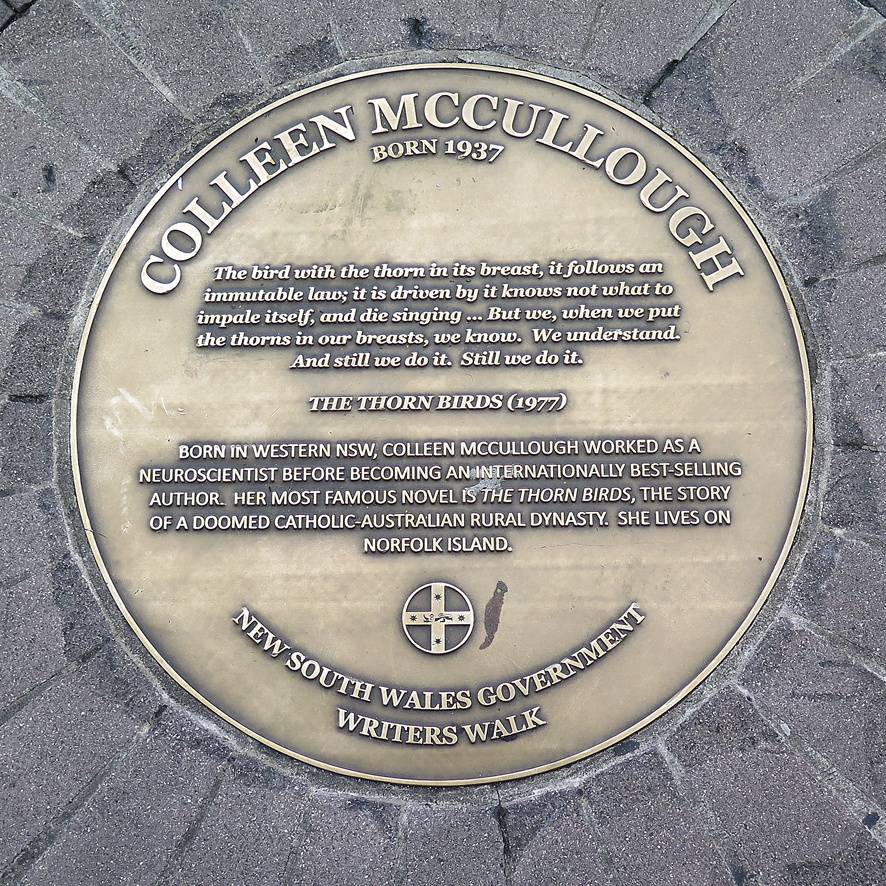 COLLEEN MCCULLOUGH
BORN 1937
The bird with the thorn in its breast, it follows an
immutable law; it is driven by it knows not what to
impale itself, and die singing ... But we, when we put
the thorns in our breasts, we know. We understand.
And still we do it. Still we do it.
THE THORN BIRDS (1977)
BORN IN WESTERN NSW, COLLEEN MCCULLOUGH WORKED AS A
NEUROSCIENTIST BEFORE BECOMING AN INTERNATIONALLY BEST-SELLING
AUTHOR. HER MOST FAMOUS NOVEL IS THE THORN BIRDS, THE STORY
OF A DOOMED CATHOLIC-AUSTRALIAN RURAL DYNASTY. SHE LIVES ON
NORFOLK ISLAND.
NEW SOUTH WALES GOVERNMENT
WRITERS WALK